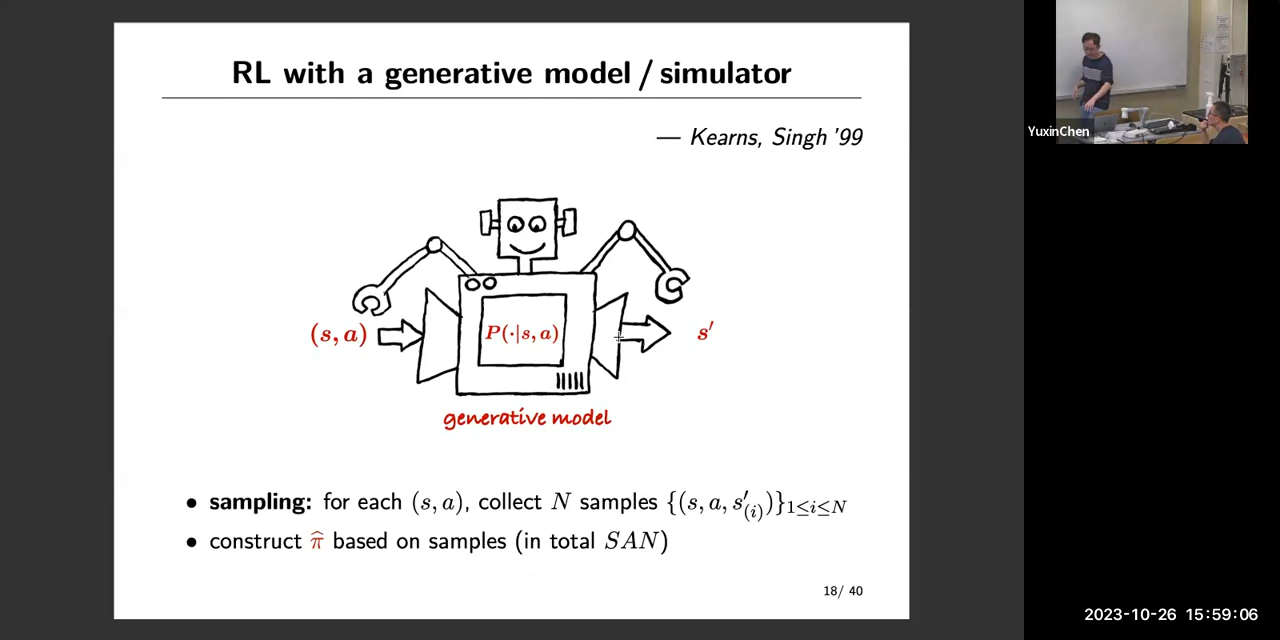 RL with a generative model / simulator
— Kearns, Singh '99
(s, a)
P(·|s, a)
s′
generative model
• sampling: for each (s, a), collect N samples {(s, a, s′₍ᵢ₎)}₁≤ᵢ≤N
• construct π̂ based on samples (in total SAN)
18/ 40
YuxinChen
2023-10-26 15:59:06